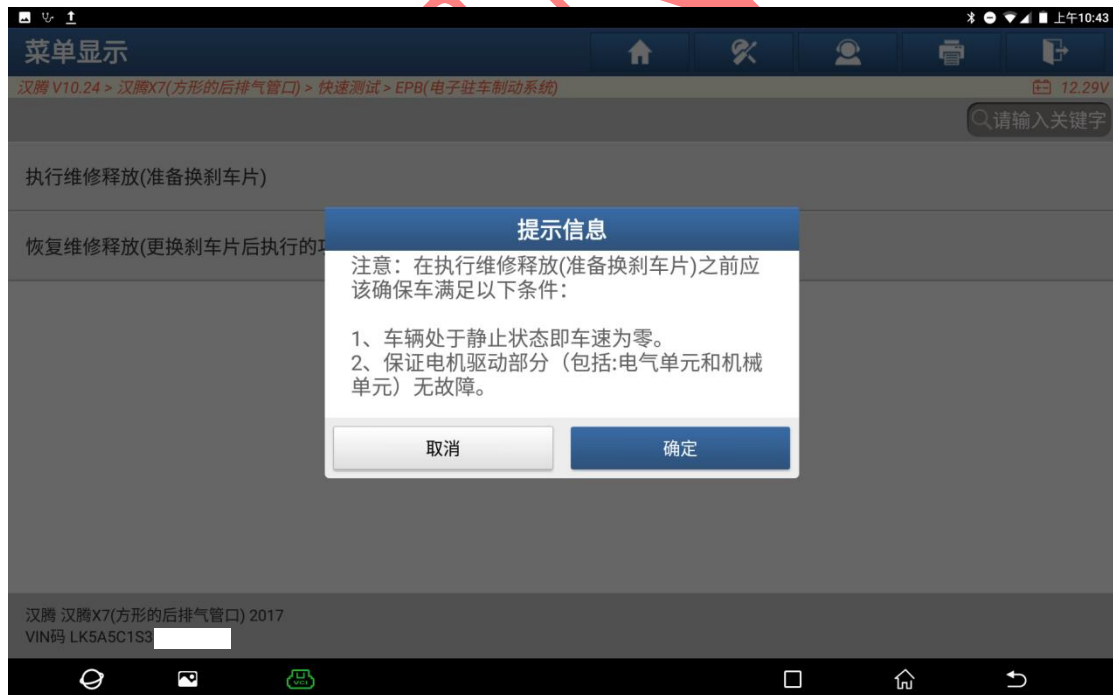 上午10:43
菜单显示
汉腾 V10.24 > 汉腾X7(方形的后排气管口) > 快速测试 > EPB(电子驻车制动系统)
12.29V
请输入关键字
执行维修释放(准备换刹车片)
恢复维修释放(更换刹车片后执行的
提示信息
注意：在执行维修释放(准备换刹车片)之前应
该确保车满足以下条件：
1、车辆处于静止状态即车速为零。
2、保证电机驱动部分（包括:电气单元和机械
单元）无故障。
取消
确定
汉腾 汉腾X7(方形的后排气管口) 2017
VIN码 LK5A5C1S3
VCI